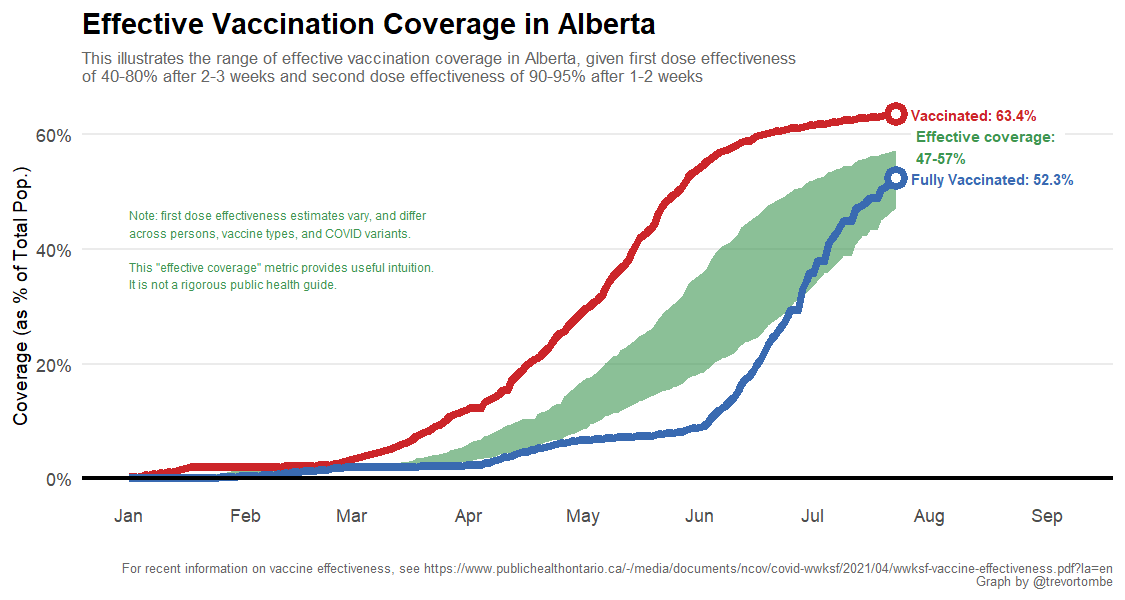 Effective Vaccination Coverage in Alberta
This illustrates the range of effective vaccination coverage in Alberta, given first dose effectiveness
of 40-80% after 2-3 weeks and second dose effectiveness of 90-95% after 1-2 weeks
Coverage (as % of Total Pop.)
60%
40%
20%
0%
Vaccinated: 63.4%
Effective coverage:
47-57%
Fully Vaccinated: 52.3%
Note: first dose effectiveness estimates vary, and differ
across persons, vaccine types, and COVID variants.
This "effective coverage" metric provides useful intuition.
It is not a rigorous public health guide.
Jan Feb Mar Apr May Jun Jul Aug Sep
For recent information on vaccine effectiveness, see https://www.publichealthontario.ca/-/media/documents/ncov/covid-wwksf/2021/04/wwksf-vaccine-effectiveness.pdf?la=en
Graph by @trevortombe